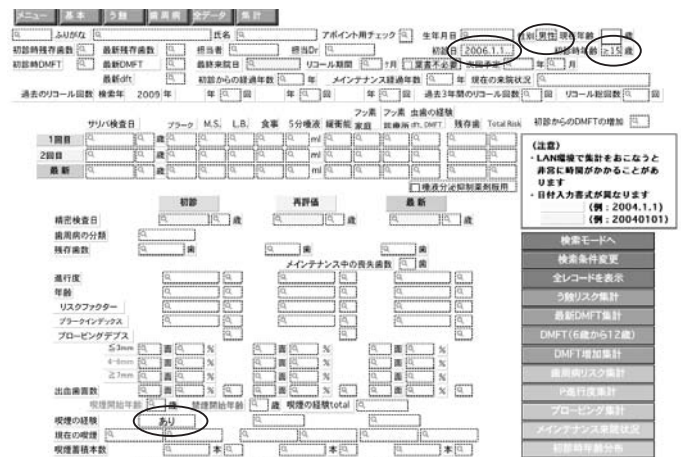 メニュー 基本 う蝕 歯周病 全データ 集計
ふりがな 氏名 アポイント用チェック 生年月日 性別 男性 現在年齢 歳
初診時残存歯数 最新残存歯数 担当者 担当Dr 初診日 2006.1.1... 初診時年齢 ≧15 歳
初診時DMFT 最新DMFT 最終来院日 リコール期間 ヶ月 葉書不必要 次回予定 年 月
最新dft 初診からの経過年数 年 メインテナンス経過年数 年 現在の来院状況
過去のリコール回数 検索年 2009 年 年 回 年 回 年 回 過去3年間のリコール回数 回 リコール総回数 回
フッ素 フッ素 虫歯の経験
サリバ検査日 プラーク M.S. L.B. 食事 5分唾液 緩衝能 家庭 診療所 dft, DMFT 残存歯 Total Risk 初診からのDMFTの増加
1回目 歳 ml
2回目 歳 ml
最新 歳 ml
唾液分泌抑制薬剤服用
(注意)
・LAN環境で集計をおこなうと
非常に時間がかかることがあ
ります
・日付入力書式が異なります
(例：2004.1.1)
(例：20040101)
初診 再評価 最新
精密検査日 歳 歳 歳
歯周病の分類
残存歯数 歯 歯 歯
メインテナンス中の喪失歯数 歯
進行度
年齢
リスクファクター
プラークインデックス
プロービングデプス
≦3mm 面 % 面 % 面 %
4-6mm 面 % 面 % 面 %
≧7mm 面 % 面 % 面 %
出血歯面数 面 % 面 % 面 %
喫煙開始年齢 歳 禁煙開始年齢 歳 喫煙の経験total
喫煙の経験 あり
現在の喫煙
喫煙蓄積本数 本 本 本
検索モードへ
検索条件変更
全レコードを表示
う蝕リスク集計
最新DMFT集計
DMFT(6歳から12歳)
DMFT増加集計
歯周病リスク集計
P進行度集計
プロービング集計
メインテナンス来院状況
初診時年齢分布